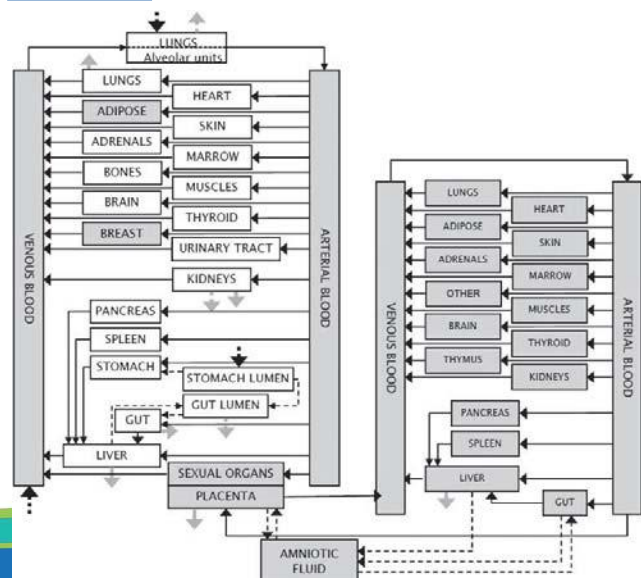 LUNGS
Alveolar units
VENOUS BLOOD
LUNGS
HEART
ADIPOSE
SKIN
ADRENALS
MARROW
BONES
MUSCLES
BRAIN
THYROID
BREAST
URINARY TRACT
KIDNEYS
PANCREAS
SPLEEN
STOMACH
STOMACH LUMEN
GUT LUMEN
GUT
LIVER
SEXUAL ORGANS
PLACENTA
ARTERIAL BLOOD
VENOUS BLOOD
LUNGS
HEART
ADIPOSE
SKIN
ADRENALS
MARROW
OTHER
MUSCLES
BRAIN
THYROID
THYMUS
KIDNEYS
PANCREAS
SPLEEN
LIVER
GUT
ARTERIAL BLOOD
AMNIOTIC
FLUID